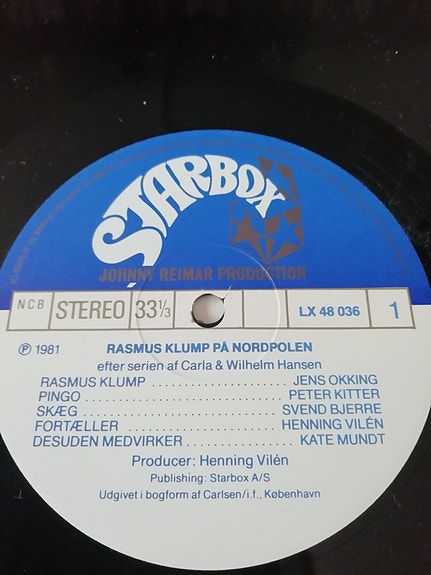 STARBOX
JOHNNY REIMAR PRODUCTION
NCB STEREO 33 1/3 LX 48 036 1
Ⓟ 1981 RASMUS KLUMP PÅ NORDPOLEN
efter serien af Carla & Wilhelm Hansen
RASMUS KLUMP .............. JENS OKKING
PINGO .............. PETER KITTER
SKÆG .............. SVEND BJERRE
FORTÆLLER .............. HENNING VILÉN
DESUDEN MEDVIRKER .............. KATE MUNDT
Producer: Henning Vilén
Publishing: Starbox A/S
Udgivet i bogform af Carlsen/i.f., København